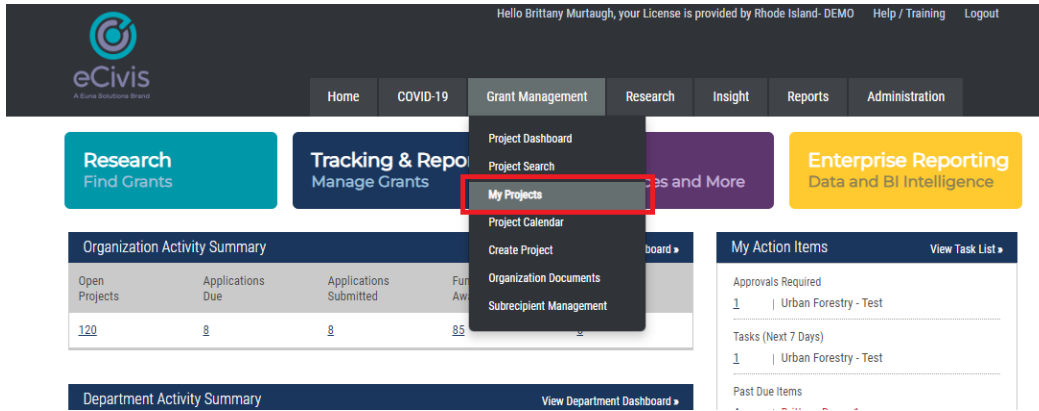 Hello Brittany Murtaugh, your License is provided by Rhode Island- DEMO Help / Training Logout
eCivis
A Euna Solutions Brand
Home COVID-19 Grant Management Research Insight Reports Administration
Project Dashboard
Project Search
My Projects
Project Calendar
Create Project
Organization Documents
Subrecipient Management
Research
Find Grants
Tracking & Repo
Manage Grants
es and More
Enterprise Reporting
Data and BI Intelligence
Organization Activity Summary board »
Open Projects
Applications Due
Applications Submitted
Fun
Awa
120 8 8 85
My Action Items View Task List »
Approvals Required
1 | Urban Forestry - Test
Tasks (Next 7 Days)
1 | Urban Forestry - Test
Past Due Items
Department Activity Summary View Department Dashboard »